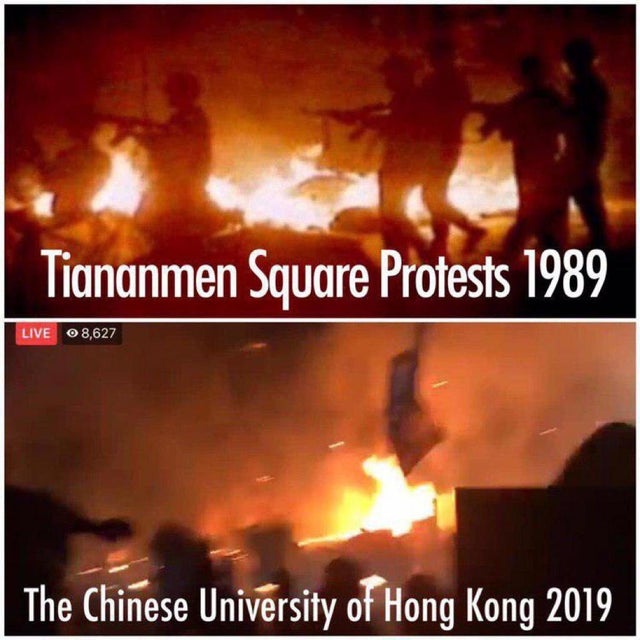 Tiananmen Square Protests 1989
LIVE 8,627
The Chinese University of Hong Kong 2019